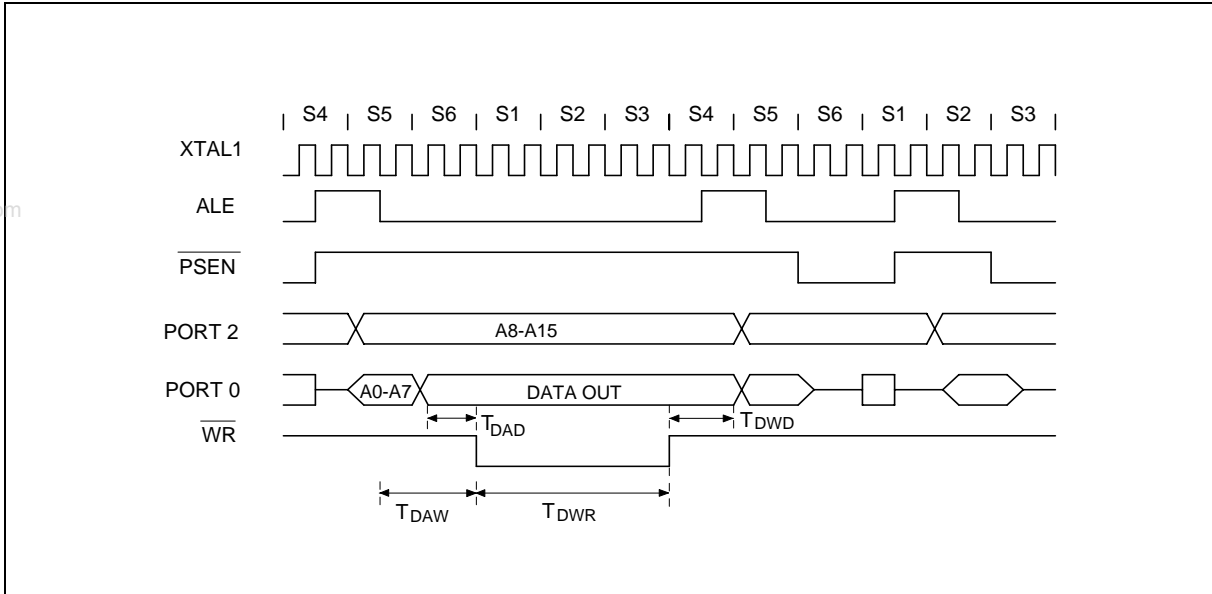 S4 S5 S6 S1 S2 S3 S4 S5 S6 S1 S2 S3
XTAL1
om
ALE
PSEN
PORT 2 A8-A15
PORT 0 A0-A7 DATA OUT
WR TDAD TDWD
TDAW TDWR